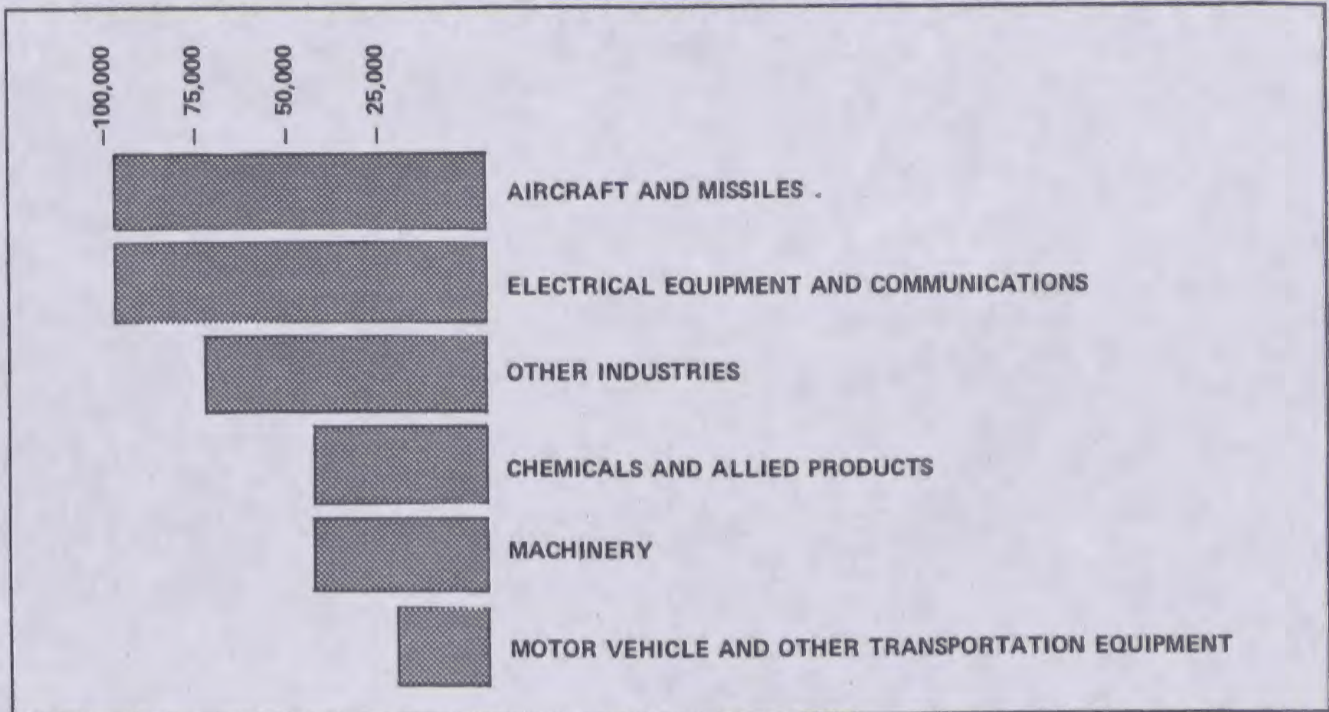 –100,000
– 75,000
– 50,000
– 25,000
AIRCRAFT AND MISSILES .
ELECTRICAL EQUIPMENT AND COMMUNICATIONS
OTHER INDUSTRIES
CHEMICALS AND ALLIED PRODUCTS
MACHINERY
MOTOR VEHICLE AND OTHER TRANSPORTATION EQUIPMENT